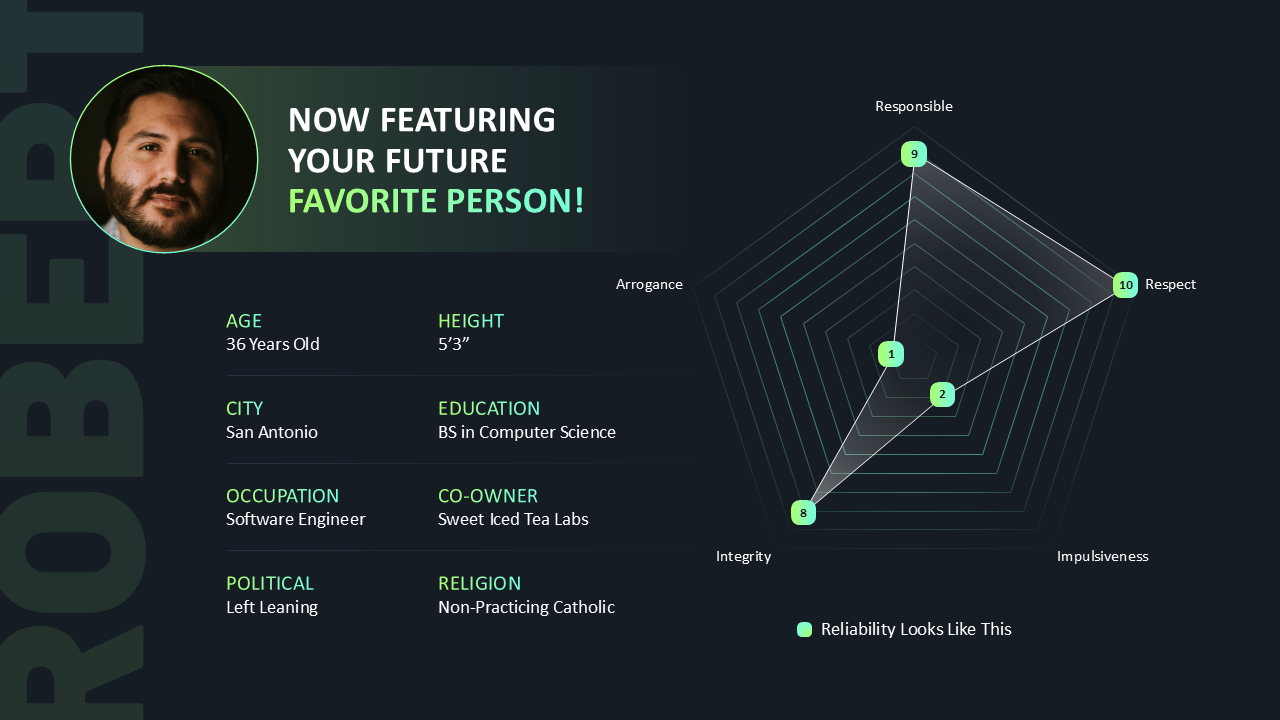 ROBERT
NOW FEATURING
YOUR FUTURE
FAVORITE PERSON!
AGE
36 Years Old
HEIGHT
5’3”
CITY
San Antonio
EDUCATION
BS in Computer Science
OCCUPATION
Software Engineer
CO-OWNER
Sweet Iced Tea Labs
POLITICAL
Left Leaning
RELIGION
Non-Practicing Catholic
Responsible
9
Arrogance
10
Respect
1
2
8
Integrity
Impulsiveness
Reliability Looks Like This